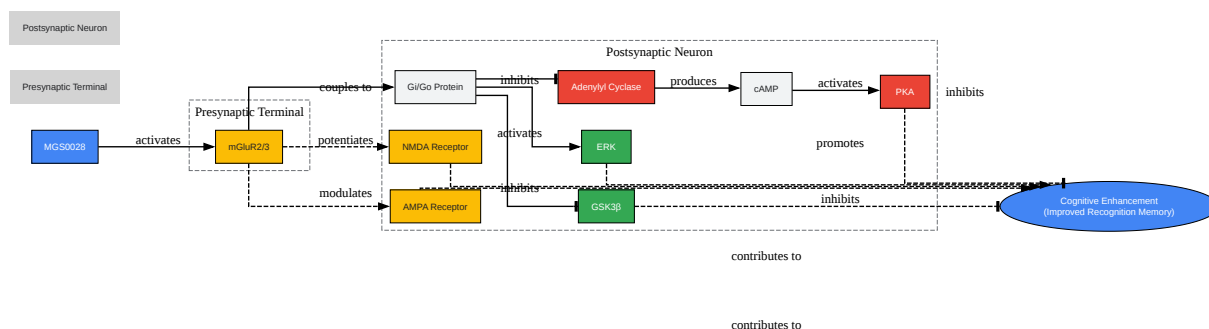 Postsynaptic Neuron
Presynaptic Terminal
Postsynaptic Neuron
Presynaptic Terminal
MGS0028
activates
mGluR2/3
couples to
potentiates
modulates
Gi/Go Protein
inhibits
Adenylyl Cyclase
produces
cAMP
activates
PKA
inhibits
NMDA Receptor
activates
ERK
promotes
AMPA Receptor
inhibits
GSK3β
inhibits
Cognitive Enhancement
(Improved Recognition Memory)
contributes to
contributes to